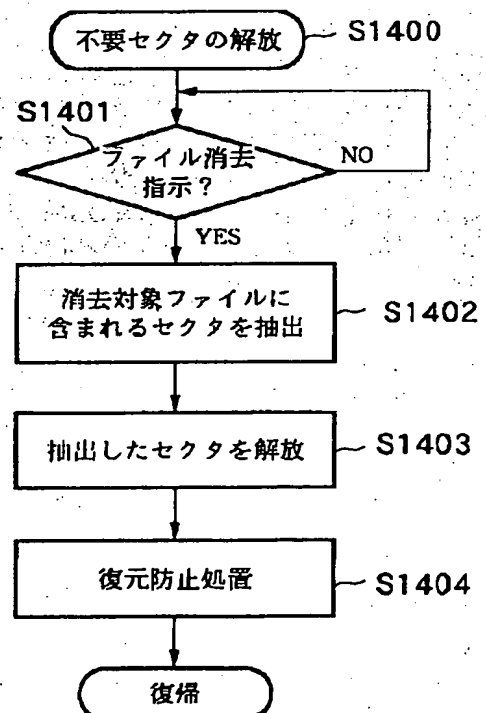 不要セクタの解放
S1400
S1401
ファイル消去
指示？
NO
YES
消去対象ファイルに
含まれるセクタを抽出
S1402
抽出したセクタを解放
S1403
復元防止処置
S1404
復帰